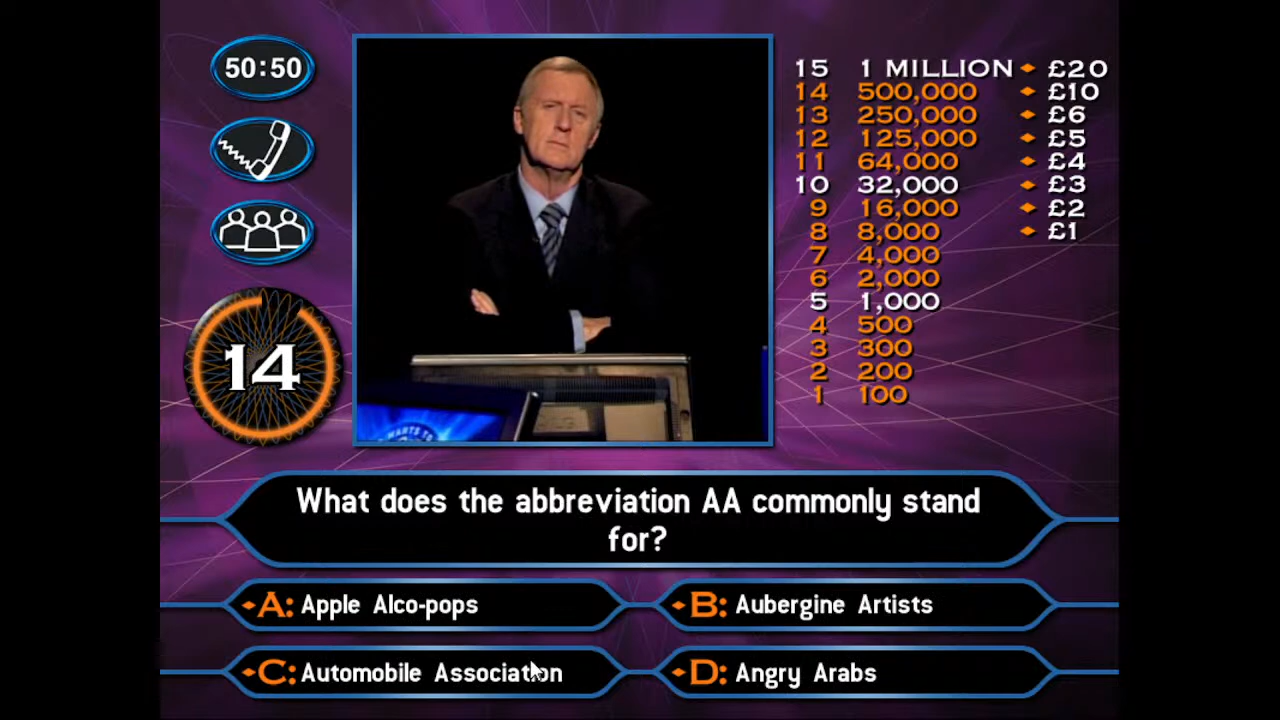 50:50
14
15 1 MILLION £20
14 500,000 £10
13 250,000 £6
12 125,000 £5
11 64,000 £4
10 32,000 £3
9 16,000 £2
8 8,000 £1
7 4,000
6 2,000
5 1,000
4 500
3 300
2 200
1 100
WANTS TO
What does the abbreviation AA commonly stand
for?
A: Apple Alco-pops
B: Aubergine Artists
C: Automobile Association
D: Angry Arabs